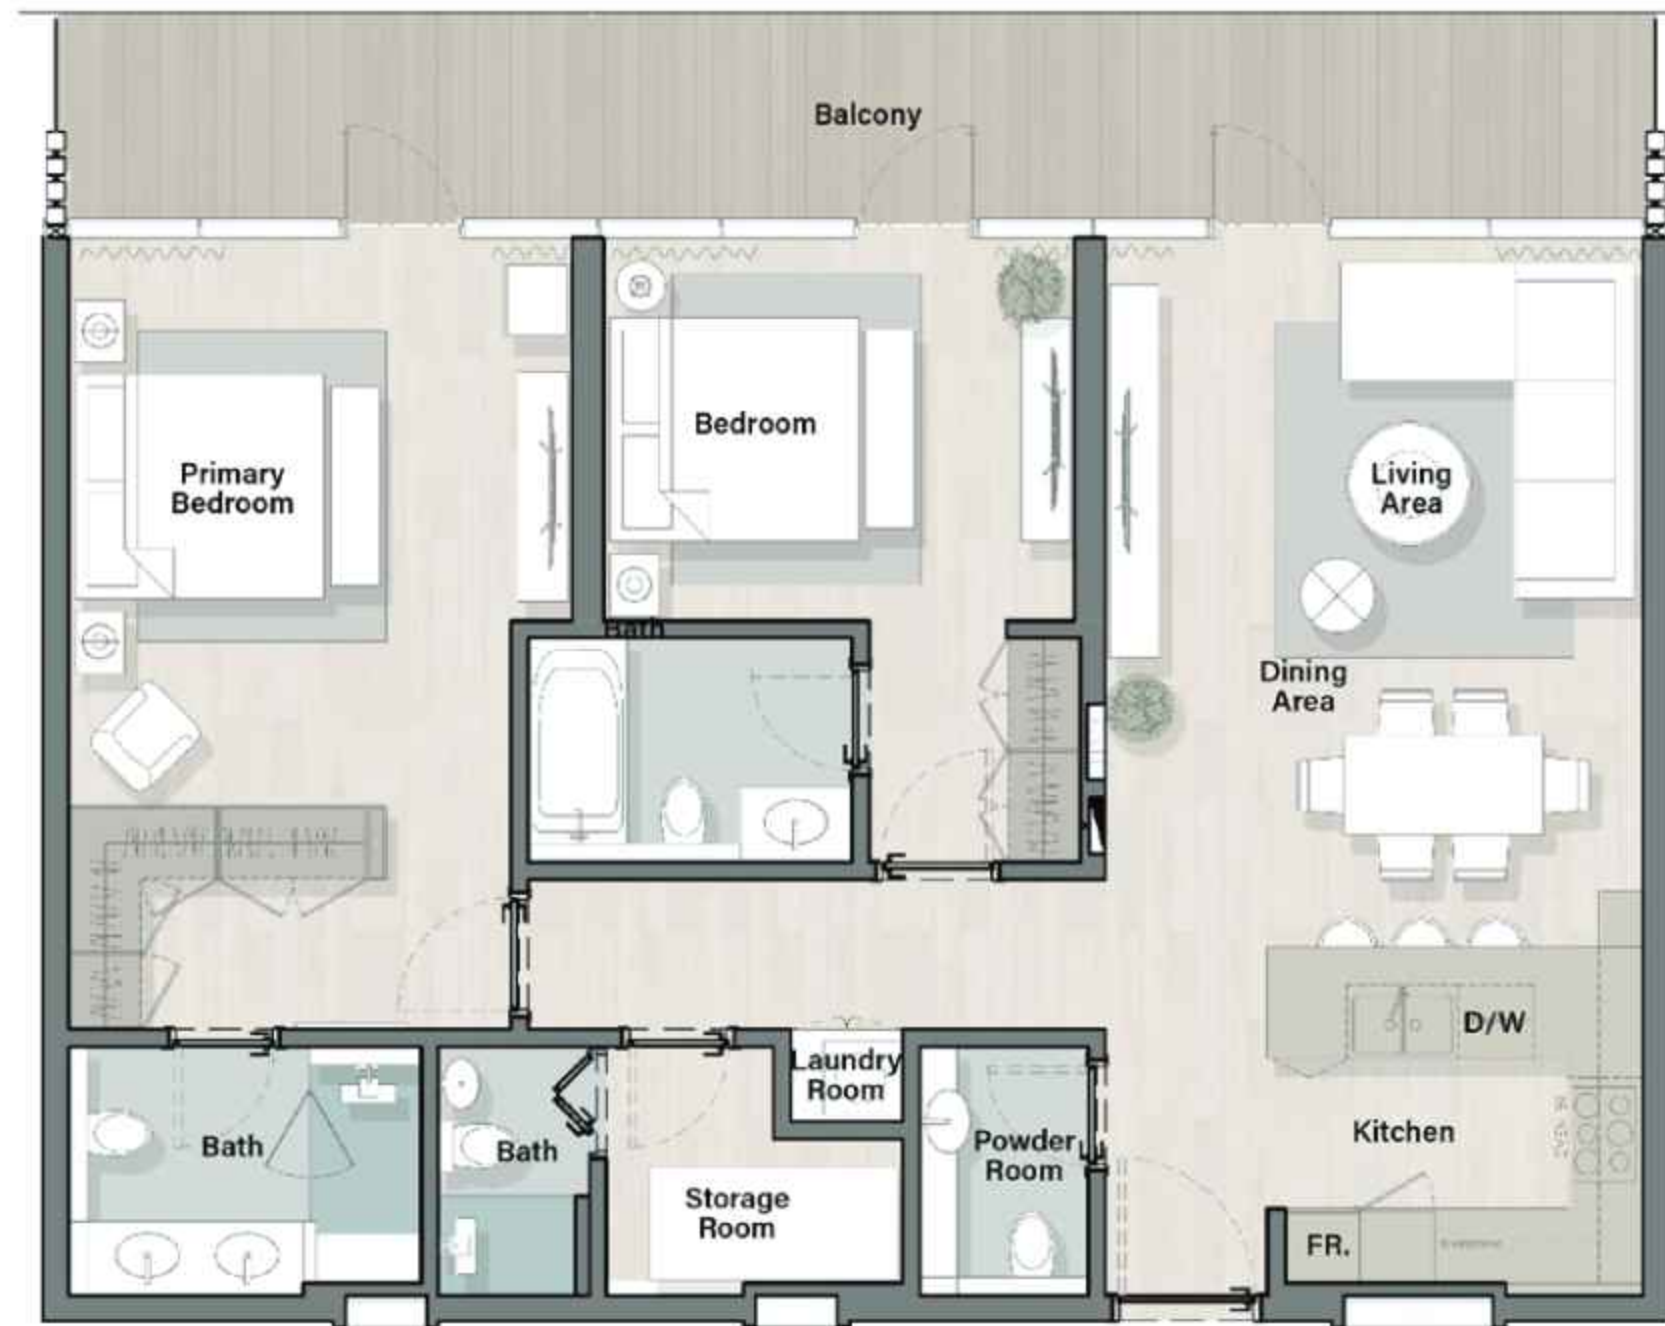 Balcony
Primary
Bedroom
Bedroom
Living
Area
Bath
Dining
Area
D/W
Laundry
Room
Kitchen
Bath
Bath
Powder
Room
Storage
Room
FR.